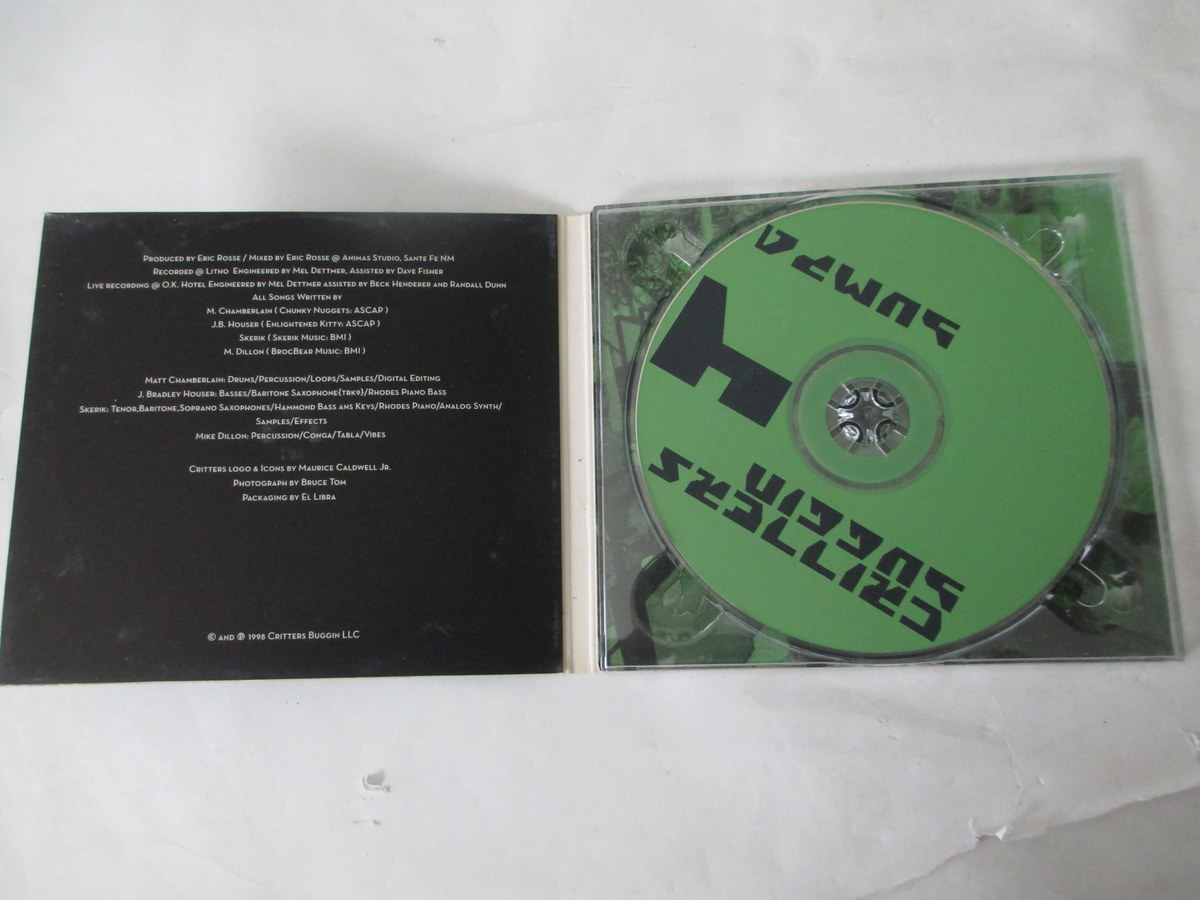 Produced by Eric Rosse / Mixed by Eric Rosse @ Animas Studio, Sante Fe NM
Recorded @ Litho Engineered by Mel Dettmer, Assisted by Dave Fisher
Live recording @ O.K. Hotel Engineered by Mel Dettmer assisted by Beck Henderer and Randall Dunn
All Songs Written by
M. Chamberlain ( Chunky Nuggets: ASCAP )
J.B. Houser ( Enlightened Kitty: ASCAP )
Skerik ( Skerik Music: BMI )
M. Dillon ( BrocBear Music: BMI )
Matt Chamberlain: Drums/Percussion/Loops/Samples/Digital Editing
J. Bradley Houser: Basses/Baritone Saxophone{trk9}/Rhodes Piano Bass
Skerik: Tenor,Baritone,Soprano Saxophones/Hammond Bass ans Keys/Rhodes Piano/Analog Synth/
Samples/Effects
Mike Dillon: Percussion/Conga/Tabla/Vibes
Critters logo & Icons by Maurice Caldwell Jr.
Photograph by Bruce Tom
Packaging by El Libra
© and ℗ 1998 Critters Buggin LLC
CRITTERS
BUGGIN
BUMPA